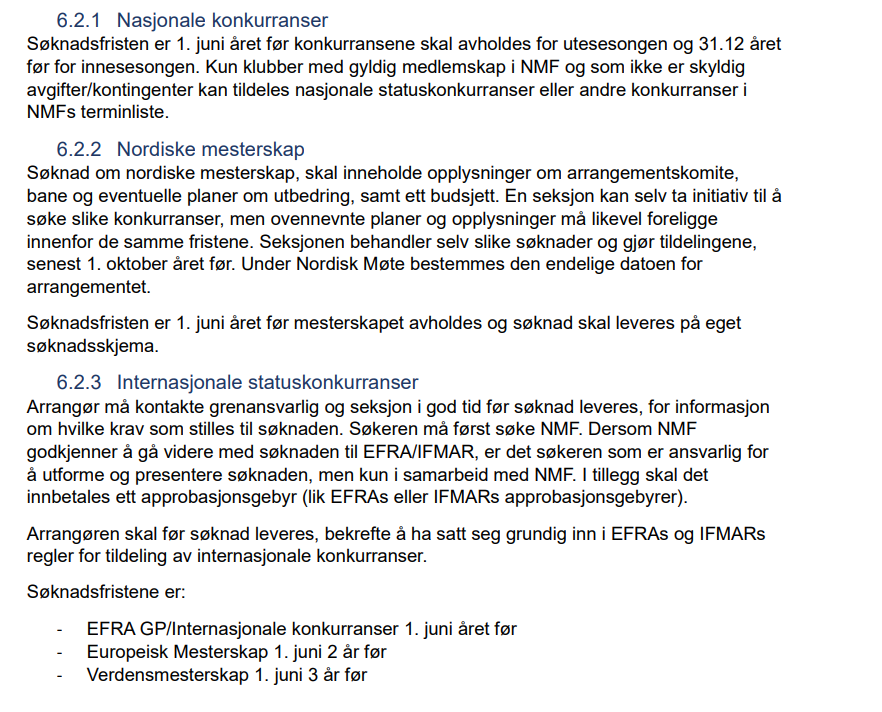 6.2.1 Nasjonale konkurranser
Søknadsfristen er 1. juni året før konkurransene skal avholdes for utesesongen og 31.12 året
før for innesesongen. Kun klubber med gyldig medlemskap i NMF og som ikke er skyldig
avgifter/kontingenter kan tildeles nasjonale statuskonkurranser eller andre konkurranser i
NMFs terminliste.
6.2.2 Nordiske mesterskap
Søknad om nordiske mesterskap, skal inneholde opplysninger om arrangementskomite,
bane og eventuelle planer om utbedring, samt ett budsjett. En seksjon kan selv ta initiativ til å
søke slike konkurranser, men ovennevnte planer og opplysninger må likevel foreligge
innenfor de samme fristene. Seksjonen behandler selv slike søknader og gjør tildelingene,
senest 1. oktober året før. Under Nordisk Møte bestemmes den endelige datoen for
arrangementet.
Søknadsfristen er 1. juni året før mesterskapet avholdes og søknad skal leveres på eget
søknadsskjema.
6.2.3 Internasjonale statuskonkurranser
Arrangør må kontakte grenansvarlig og seksjon i god tid før søknad leveres, for informasjon
om hvilke krav som stilles til søknaden. Søkeren må først søke NMF. Dersom NMF
godkjenner å gå videre med søknaden til EFRA/IFMAR, er det søkeren som er ansvarlig for
å utforme og presentere søknaden, men kun i samarbeid med NMF. I tillegg skal det
innbetales ett approbasjonsgebyr (lik EFRAs eller IFMARs approbasjonsgebyrer).
Arrangøren skal før søknad leveres, bekrefte å ha satt seg grundig inn i EFRAs og IFMARs
regler for tildeling av internasjonale konkurranser.
Søknadsfristene er:
- EFRA GP/Internasjonale konkurranser 1. juni året før
- Europeisk Mesterskap 1. juni 2 år før
- Verdensmesterskap 1. juni 3 år før